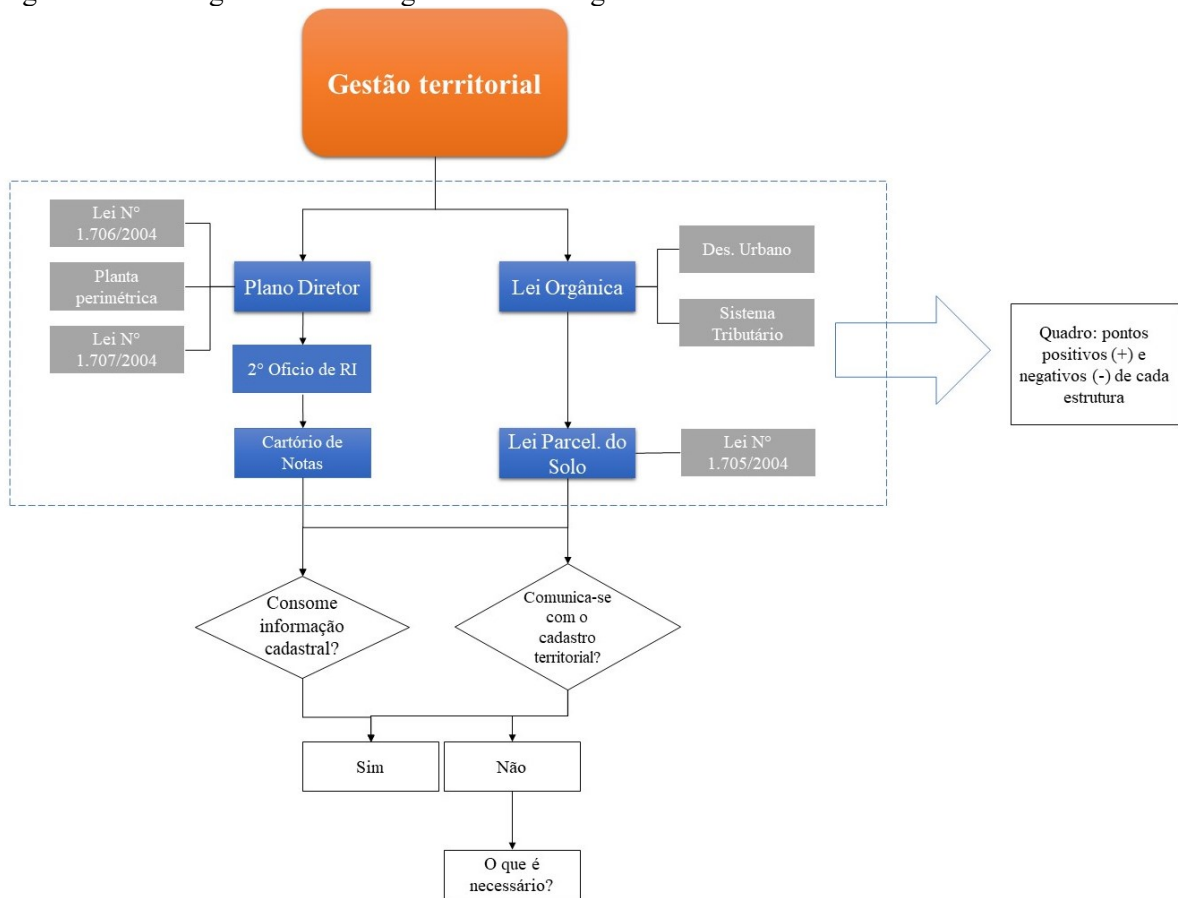 Gestão territorial
Lei N°
1.706/2004
Planta
perimétrica
Lei N°
1.707/2004
Plano Diretor
2° Oficio de RI
Cartório de
Notas
Lei Orgânica
Des. Urbano
Sistema
Tributário
Lei Parcel. do
Solo
Lei N°
1.705/2004
Quadro: pontos
positivos (+) e
negativos (-) de cada
estrutura
Consome
informação
cadastral?
Comunica-se
com o
cadastro
territorial?
Sim
Não
O que é
necessário?